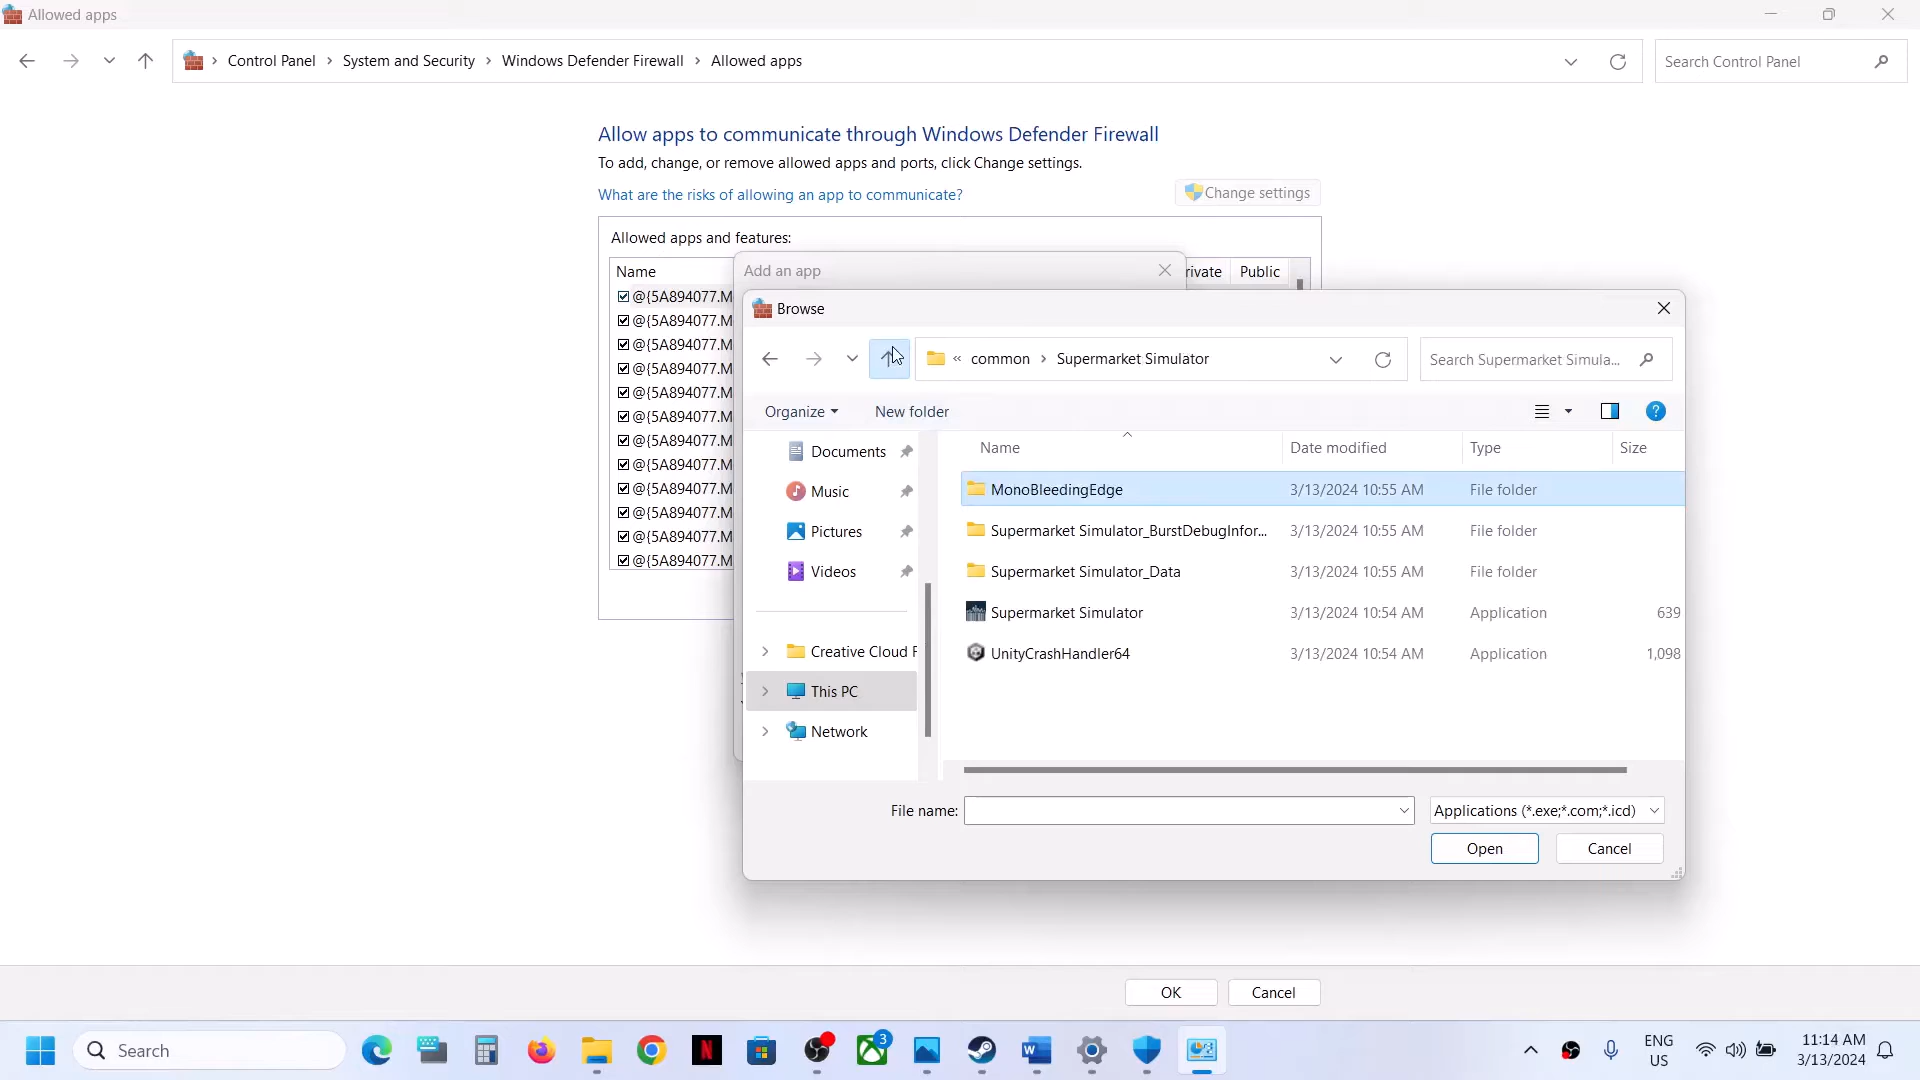 Allowed apps
Control Panel > System and Security > Windows Defender Firewall > Allowed apps
Search Control Panel
Allow apps to communicate through Windows Defender Firewall
To add, change, or remove allowed apps and ports, click Change settings.
What are the risks of allowing an app to communicate?
Change settings
Allowed apps and features:
Name
rivate
Public
@{5A894077.M
@{5A894077.M
@{5A894077.M
@{5A894077.M
@{5A894077.M
@{5A894077.M
@{5A894077.M
@{5A894077.M
@{5A894077.M
@{5A894077.M
@{5A894077.M
@{5A894077.M
Add an app
Browse
« common > Supermarket Simulator
Search Supermarket Simula...
Organize
New folder
Documents
Music
Pictures
Videos
Creative Cloud F
This PC
Network
Name Date modified Type Size
MonoBleedingEdge 3/13/2024 10:55 AM File folder
Supermarket Simulator_BurstDebugInfor... 3/13/2024 10:55 AM File folder
Supermarket Simulator_Data 3/13/2024 10:55 AM File folder
Supermarket Simulator 3/13/2024 10:54 AM Application 639
UnityCrashHandler64 3/13/2024 10:54 AM Application 1,098
File name:
Applications (*.exe;*.com;*.icd)
Open
Cancel
OK
Cancel
Search
3
ENG
US
11:14 AM
3/13/2024